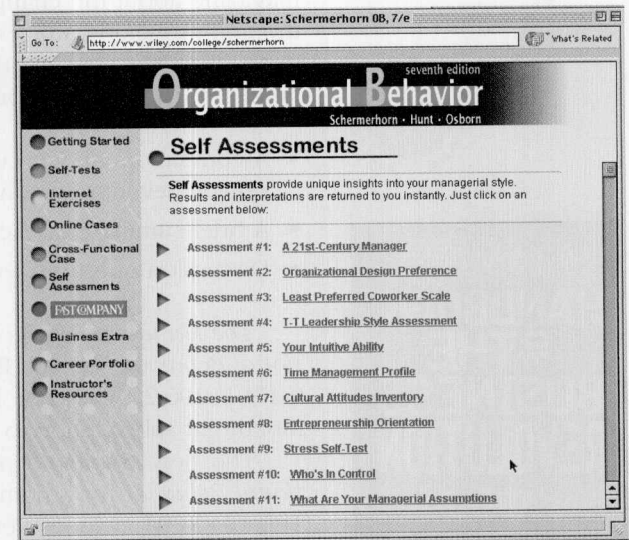 Netscape: Schermerhorn OB, 7/e
Go To: http://www.wiley.com/college/schermerhorn What's Related
seventh edition
Organizational Behavior
Schermerhorn • Hunt • Osborn
Getting Started
Self-Tests
Internet
Exercises
Online Cases
Cross-Functional
Case
Self
Assessments
FAST COMPANY
Business Extra
Career Portfolio
Instructor's
Resources
Self Assessments
Self Assessments provide unique insights into your managerial style.
Results and interpretations are returned to you instantly. Just click on an
assessment below:
Assessment #1: A 21st-Century Manager
Assessment #2: Organizational Design Preference
Assessment #3: Least Preferred Coworker Scale
Assessment #4: T-T Leadership Style Assessment
Assessment #5: Your Intuitive Ability
Assessment #6: Time Management Profile
Assessment #7: Cultural Attitudes Inventory
Assessment #8: Entrepreneurship Orientation
Assessment #9: Stress Self-Test
Assessment #10: Who's In Control
Assessment #11: What Are Your Managerial Assumptions